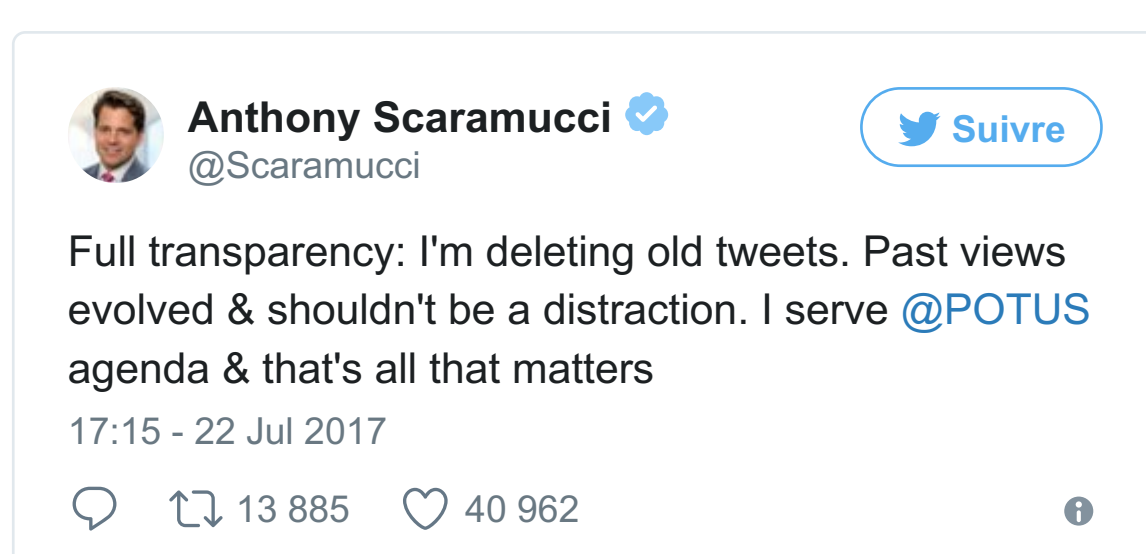 Anthony Scaramucci
@Scaramucci
Suivre
Full transparency: I'm deleting old tweets. Past views
evolved & shouldn't be a distraction. I serve @POTUS
agenda & that's all that matters
17:15 - 22 Jul 2017
13 885 40 962